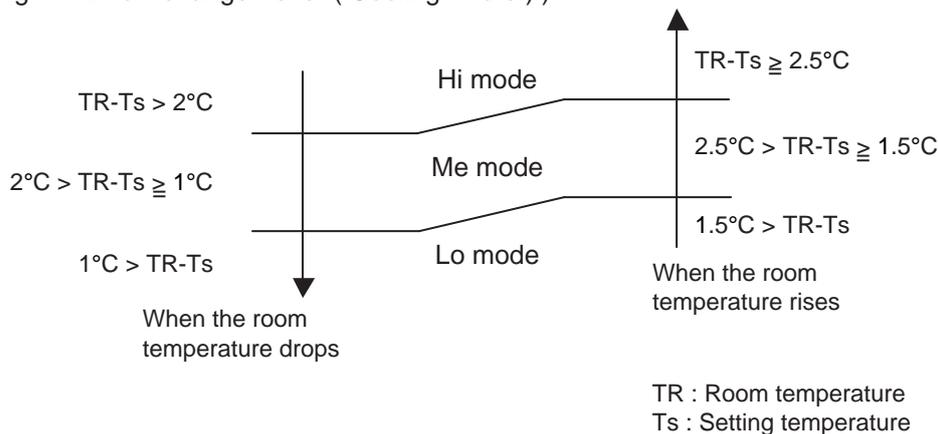 Hi mode
TR-Ts ≧ 2.5°C
TR-Ts > 2°C
2.5°C > TR-Ts ≧ 1.5°C
Me mode
2°C > TR-Ts ≧ 1°C
1.5°C > TR-Ts
Lo mode
1°C > TR-Ts
When the room
temperature rises
When the room
temperature drops
TR : Room temperature
Ts : Setting temperature